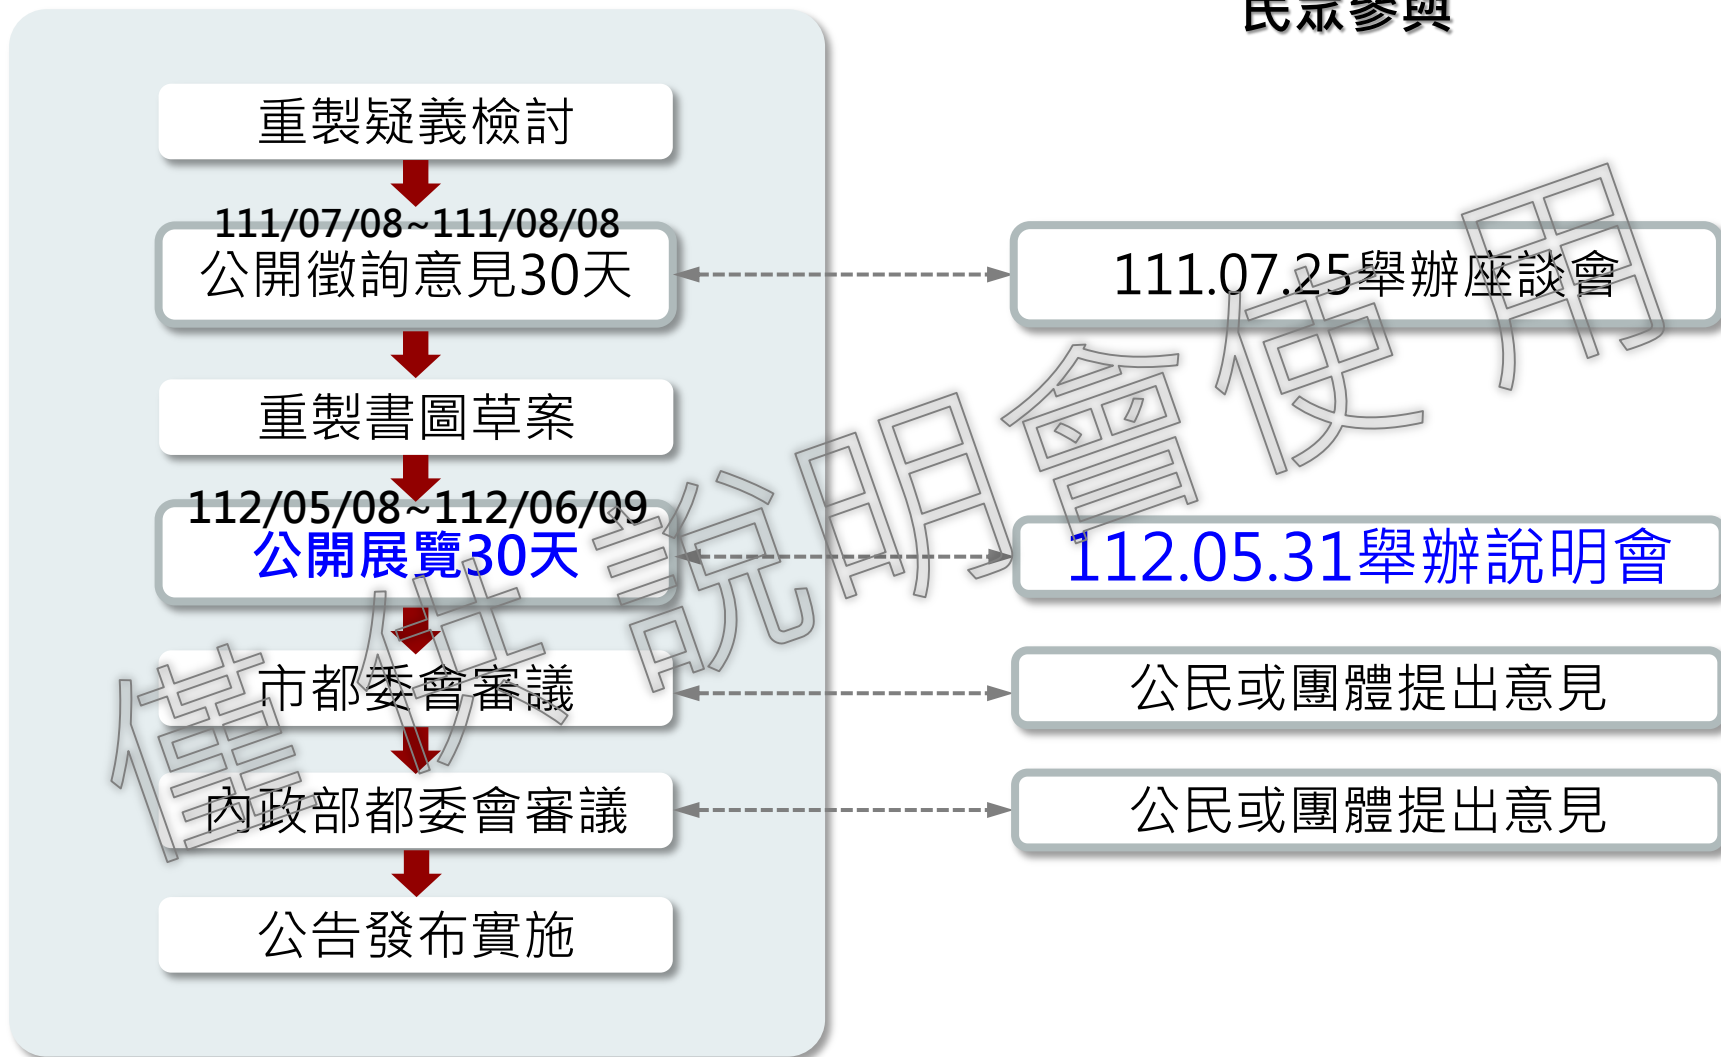 民眾參與
重製疑義檢討
111/07/08~111/08/08
公開徵詢意見30天
111.07.25舉辦座談會
重製書圖草案
112/05/08~112/06/09
公開展覽30天
112.05.31舉辦說明會
市都委會審議
公民或團體提出意見
內政部都委會審議
公民或團體提出意見
公告發布實施
僅供說明會使用